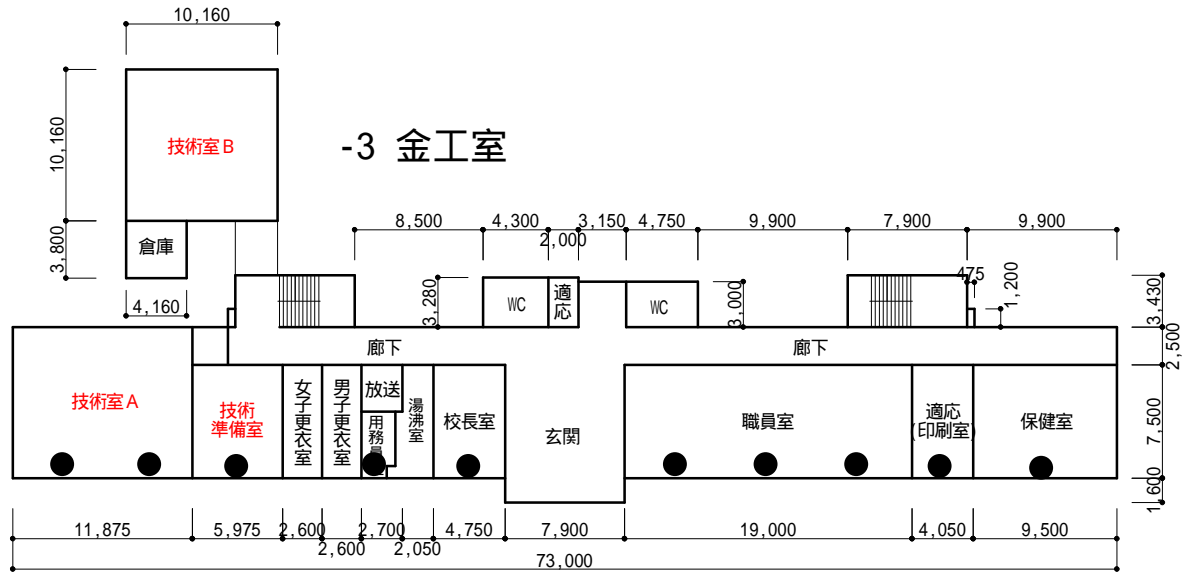 10,160
10,160
技術室B
-3 金工室
3,800
倉庫
4,160
8,500
4,300
2,000
3,150
4,750
9,900
7,900
9,900
3,280
WC
適応
WC
3,000
475
1,200
3,430
2,500
廊下
廊下
技術室A
技術
準備室
女子更衣室
男子更衣室
放送
用務員
湯沸室
校長室
玄関
職員室
適応
(印刷室)
保健室
7,500
1,600
11,875
5,975
2,600
2,600
2,700
2,050
4,750
7,900
19,000
4,050
9,500
73,000